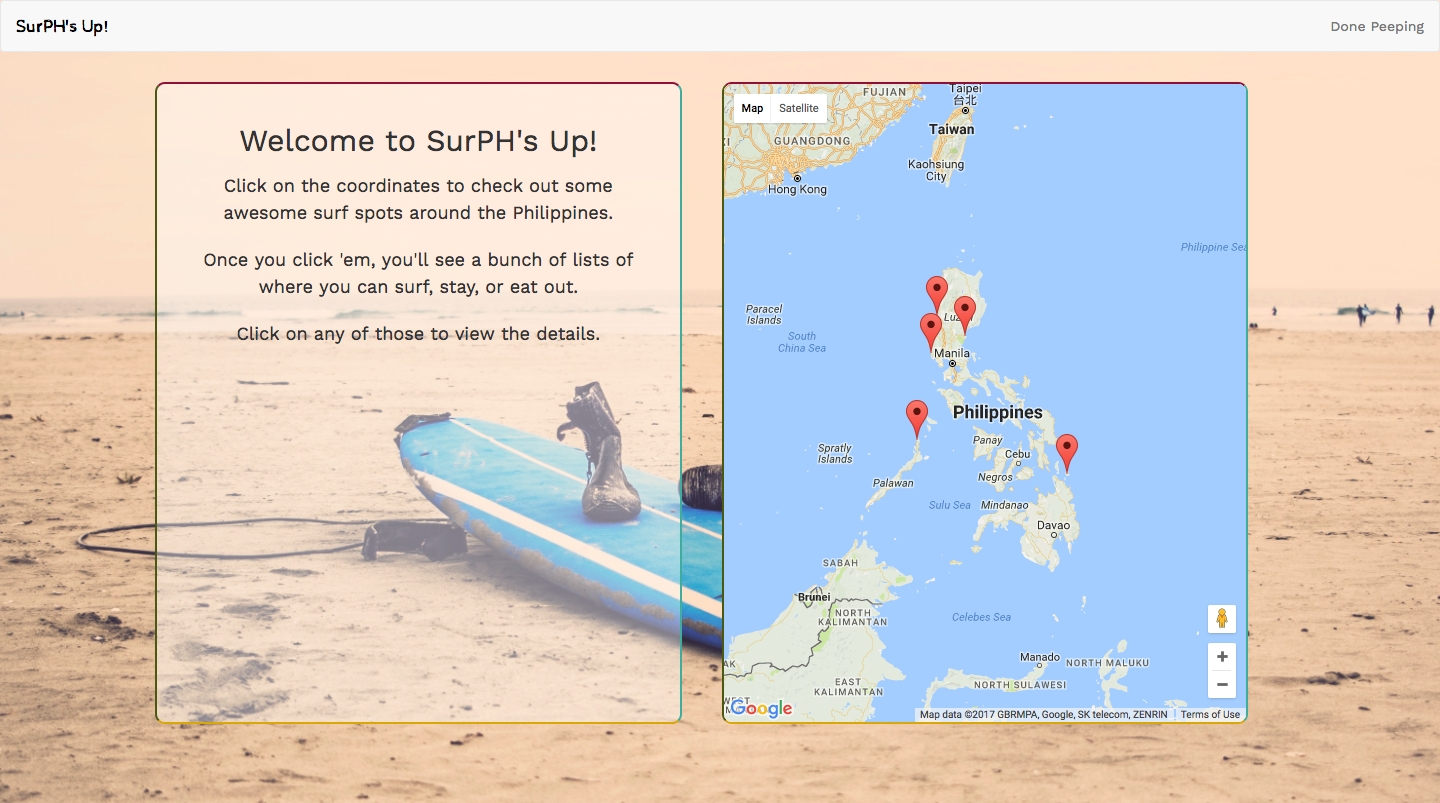 SurPH's Up!
Done Peeping
Welcome to SurPH's Up!
Click on the coordinates to check out some
awesome surf spots around the Philippines.
Once you click 'em, you'll see a bunch of lists of
where you can surf, stay, or eat out.
Click on any of those to view the details.
Map
Satellite
FUJIAN
Taipei
台北
Taiwan
GUANGDONG
Kaohsiung
City
Hong Kong
Philippine Sea
Paracel
Islands
South
China Sea
Manila
Philippines
Panay
Spratly
Islands
Cebu
Palawan
Negros
Sulu Sea
Mindanao
Davao
SABAH
Brunei
NORTH
KALIMANTAN
Celebes Sea
Manado
NORTH MALUKU
EAST
KALIMANTAN
NORTH SULAWESI
Google
Map data ©2017 GBRMPA, Google, SK telecom, ZENRIN
Terms of Use